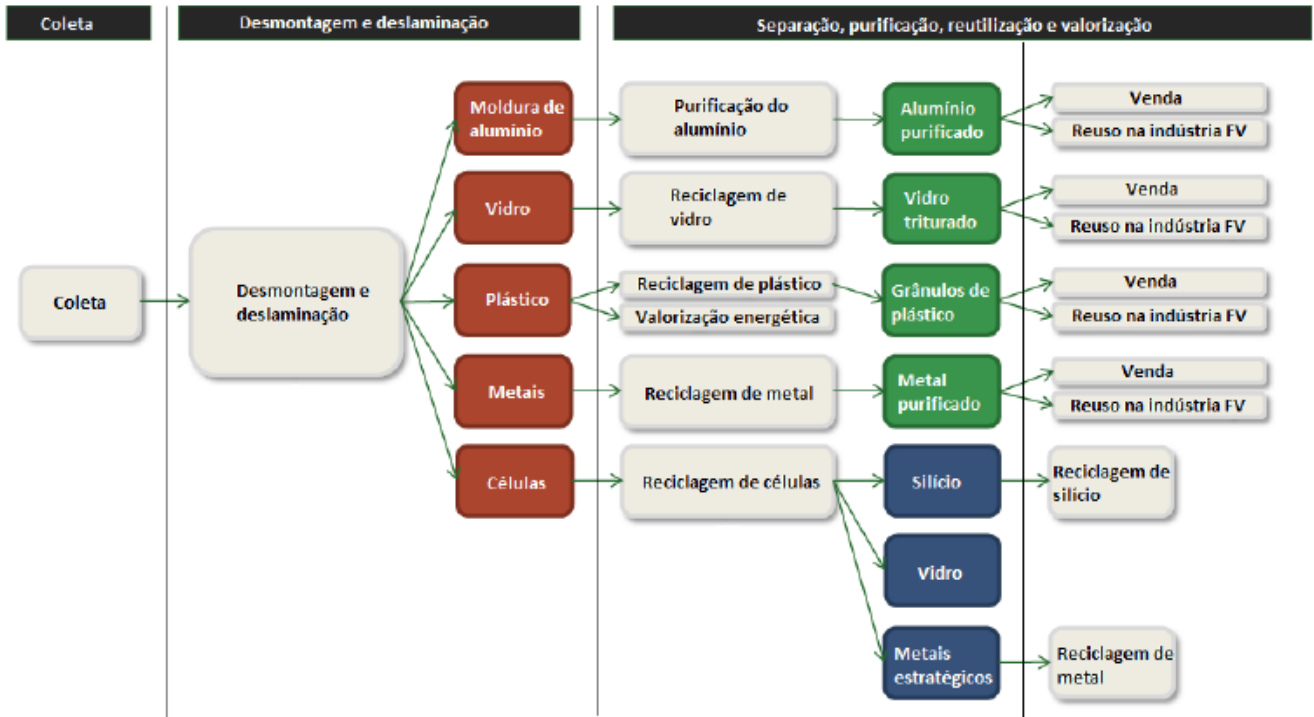 Coleta
Desmontagem e deslaminação
Separação, purificação, reutilização e valorização
Coleta
Desmontagem e
deslaminação
Moldura de
alumínio
Purificação do
alumínio
Alumínio
purificado
Venda
Reuso na indústria FV
Vidro
Reciclagem de
vidro
Vidro
triturado
Venda
Reuso na indústria FV
Plástico
Reciclagem de plástico
Valorização energética
Grânulos de
plástico
Venda
Reuso na indústria FV
Metais
Reciclagem de metal
Metal
purificado
Venda
Reuso na indústria FV
Células
Reciclagem de células
Silício
Reciclagem de
silício
Vidro
Metais
estratégicos
Reciclagem de
metal